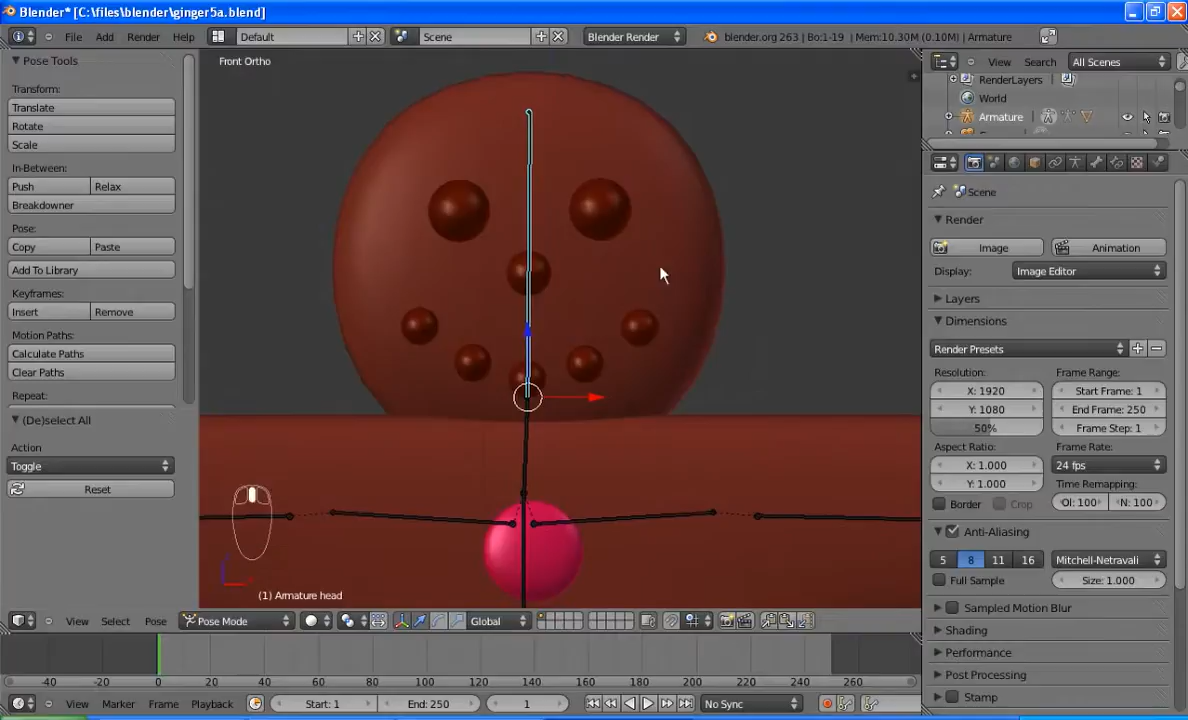 Blender* [C:\files\blender\ginger5a.blend]
File Add Render Help Default Scene Blender Render blender.org 263 | Bo:1-19 | Mem:10.30M (0.10M) | Armature
Pose Tools
Transform:
Translate
Rotate
Scale
In-Between:
Push Relax
Breakdowner
Pose:
Copy Paste
Add To Library
Keyframes:
Insert Remove
Motion Paths:
Calculate Paths
Clear Paths
Repeat:
(De)select All
Action
Toggle
Reset
Front Ortho
(1) Armature head
View Select Pose Pose Mode Global
View Search All Scenes
RenderLayers
World
Armature
Scene
Render
Image Animation
Display: Image Editor
Layers
Dimensions
Render Presets
Resolution: Frame Range:
X: 1920 Start Frame: 1
Y: 1080 End Frame: 250
50% Frame Step: 1
Aspect Ratio: Frame Rate:
X: 1.000 24 fps
Y: 1.000 Time Remapping:
Border Crop Ol: 100 N: 100
Anti-Aliasing
5 8 11 16 Mitchell-Netravali
Full Sample Size: 1.000
Sampled Motion Blur
Shading
Performance
Post Processing
Stamp
-40 -20 0 20 40 60 80 100 120 140 160 180 200 220 240 260
View Marker Frame Playback Start: 1 End: 250 1 No Sync